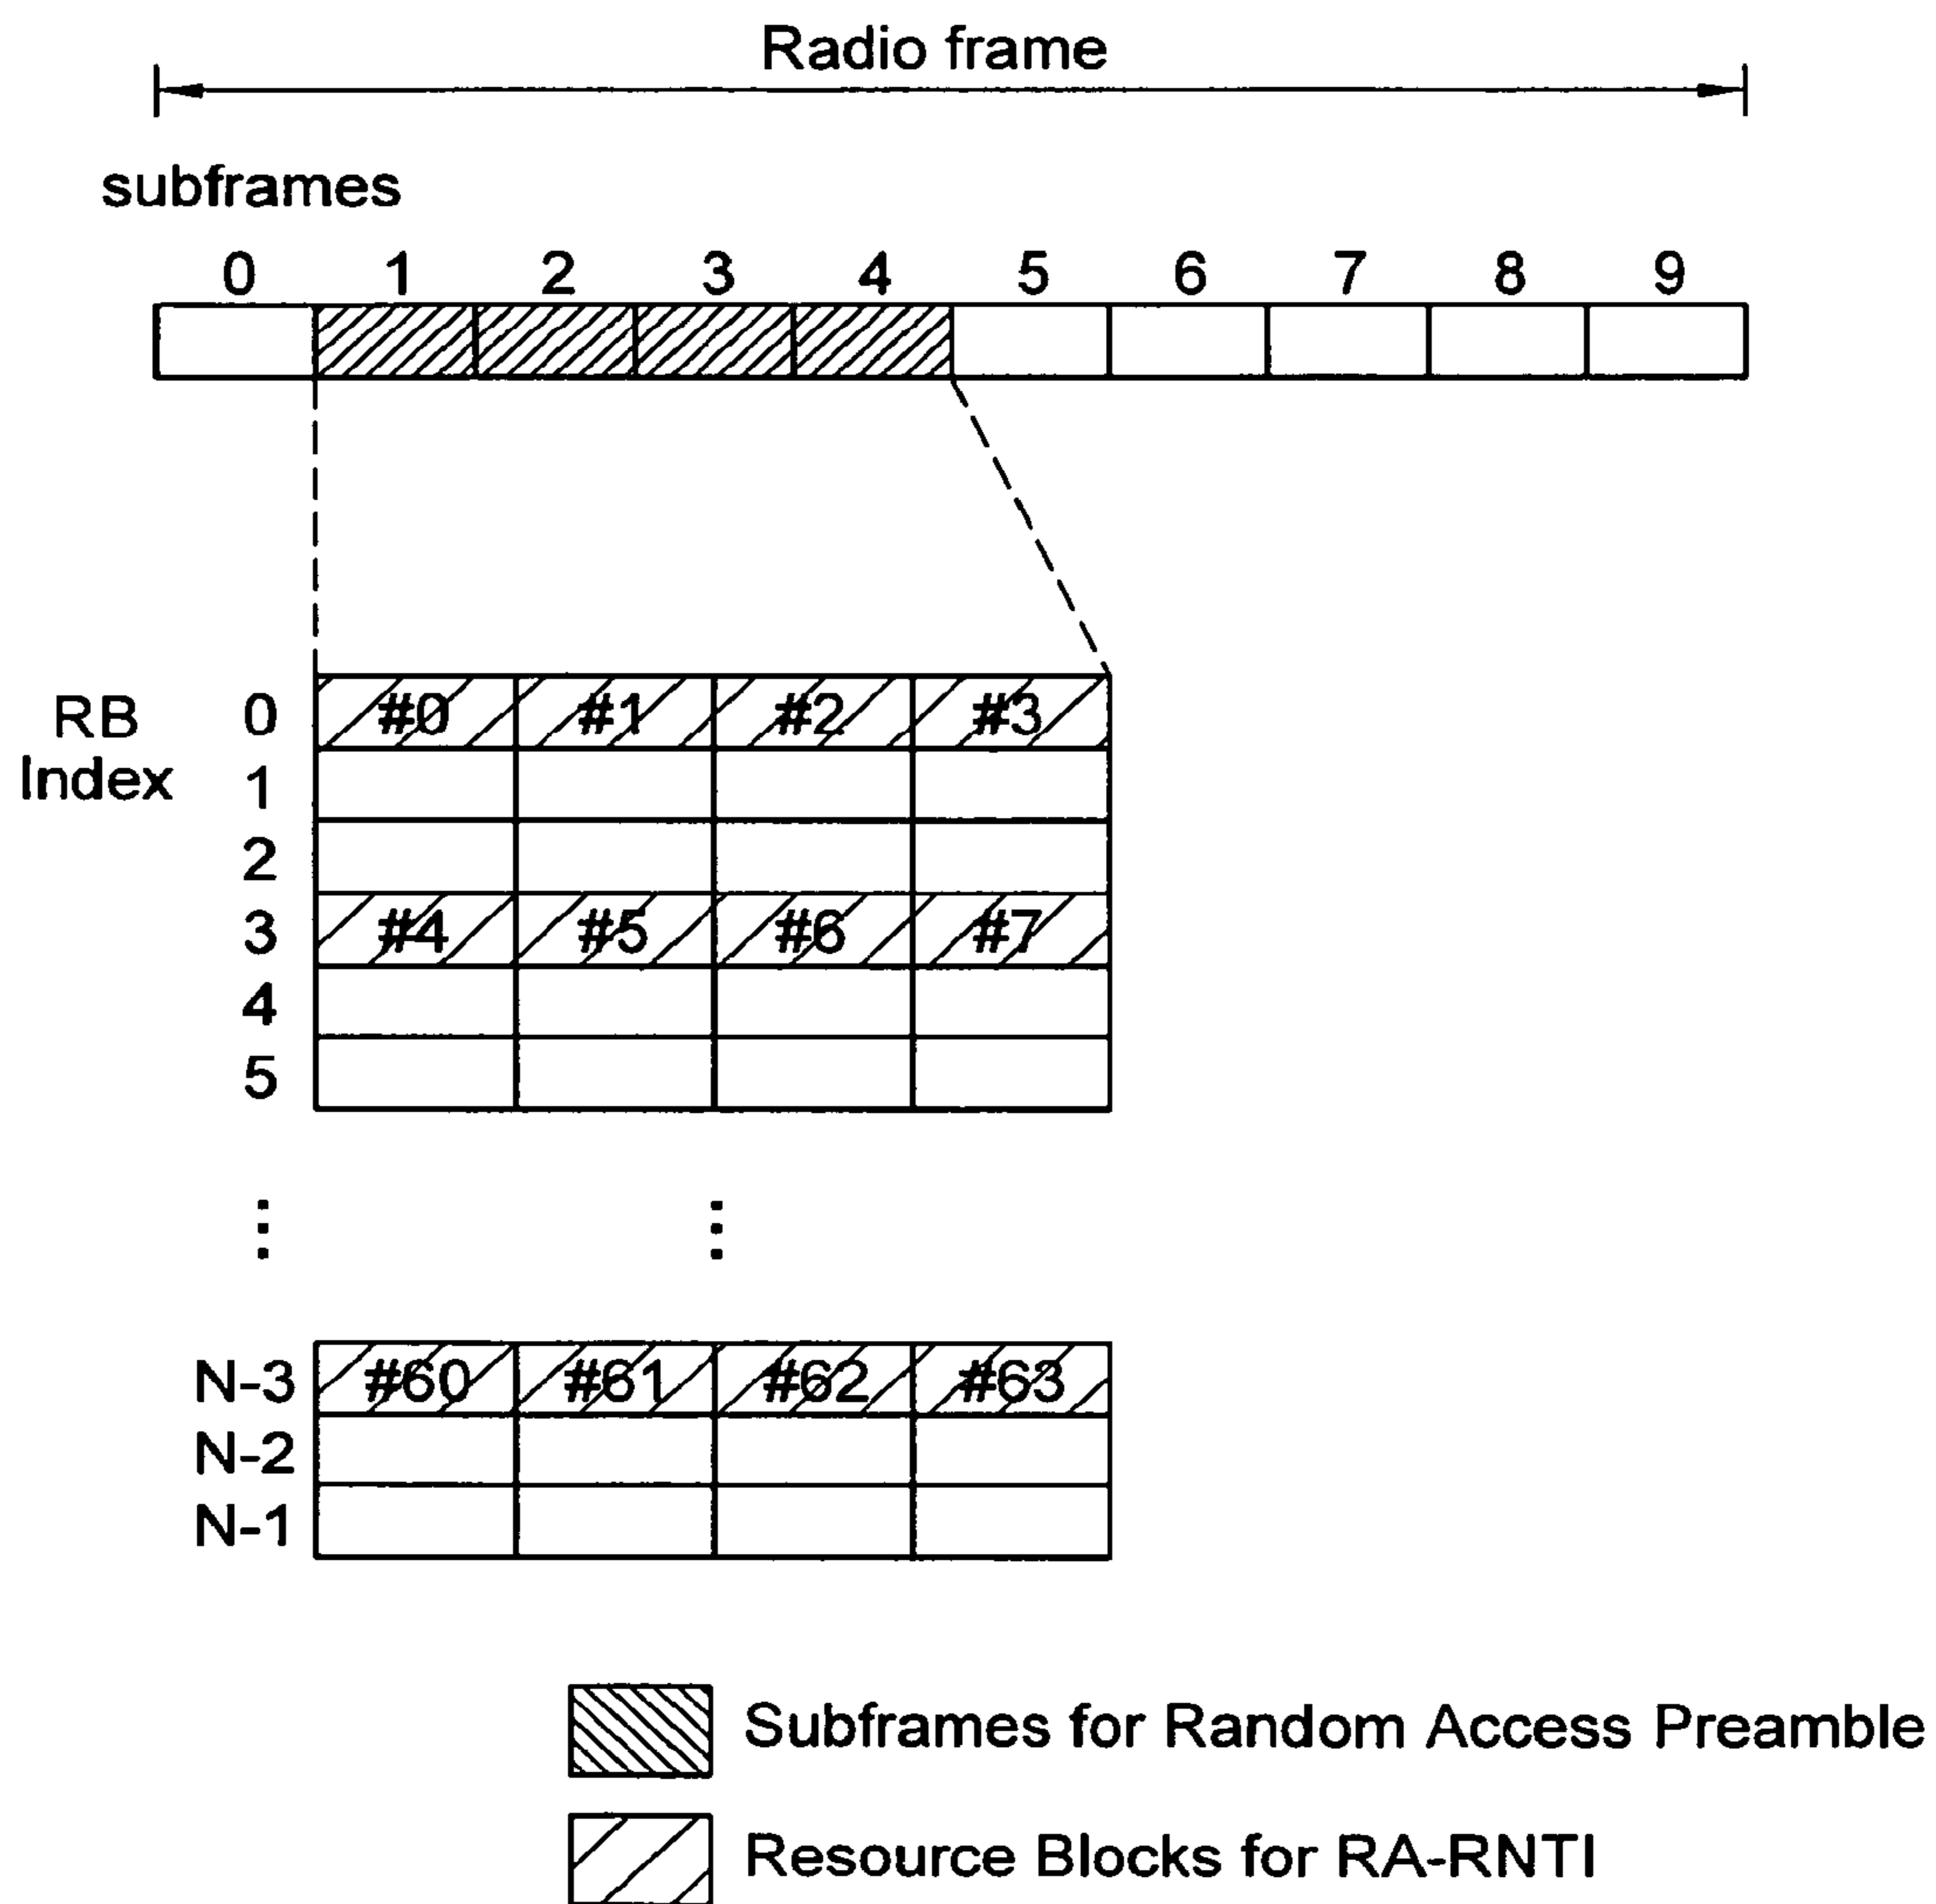 Radio frame
subframes
0 1 2 3 4 5 6 7 8 9
RB Index
0 #0 #1 #2 #3
1
2
3 #4 #5 #6 #7
4
5
⋮ ⋮
N-3 #60 #61 #62 #63
N-2
N-1
Subframes for Random Access Preamble
Resource Blocks for RA-RNTI